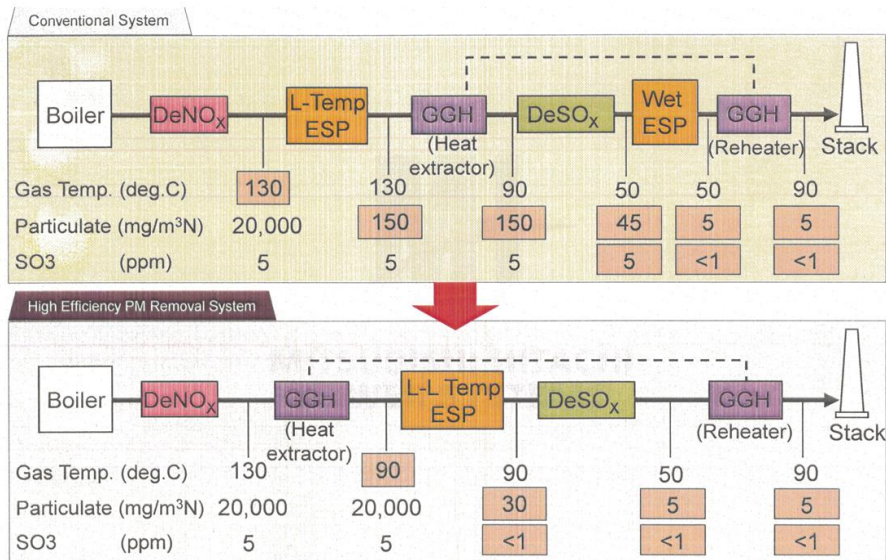 Conventional System
Boiler
DeNOX
L-Temp
ESP
GGH
(Heat
extractor)
DeSOX
Wet
ESP
GGH
(Reheater)
Stack
Gas Temp. (deg.C) 130 130 90 50 50 90
Particulate (mg/m³N) 20,000 150 150 45 5 5
SO3 (ppm) 5 5 5 5 <1 <1
High Efficiency PM Removal System
Boiler
DeNOX
GGH
(Heat
extractor)
L-L Temp
ESP
DeSOX
GGH
(Reheater)
Stack
Gas Temp. (deg.C) 130 90 90 50 90
Particulate (mg/m³N) 20,000 20,000 30 5 5
SO3 (ppm) 5 5 <1 <1 <1